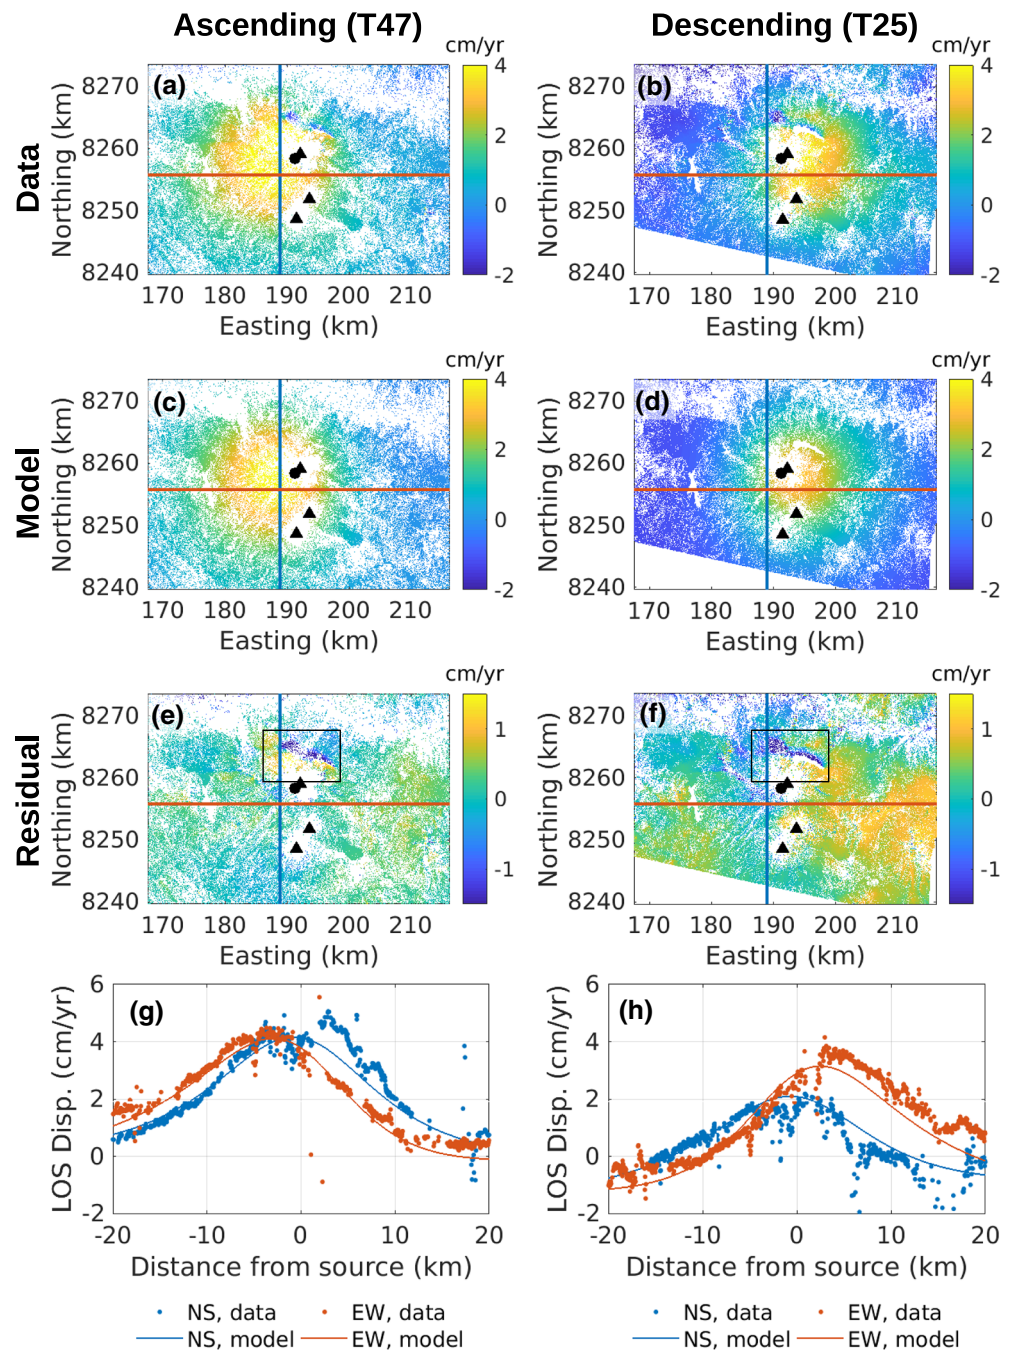 Ascending (T47) Descending (T25)
cm/yr cm/yr
Data
(a)
Northing (km)
8270
8260
8250
8240
170 180 190 200 210
Easting (km)
4
2
0
-2
(b)
Northing (km)
8270
8260
8250
8240
170 180 190 200 210
Easting (km)
4
2
0
-2
cm/yr cm/yr
Model
(c)
Northing (km)
8270
8260
8250
8240
170 180 190 200 210
Easting (km)
4
2
0
-2
(d)
Northing (km)
8270
8260
8250
8240
170 180 190 200 210
Easting (km)
4
2
0
-2
cm/yr cm/yr
Residual
(e)
Northing (km)
8270
8260
8250
8240
170 180 190 200 210
Easting (km)
1
0
-1
(f)
Northing (km)
8270
8260
8250
8240
170 180 190 200 210
Easting (km)
1
0
-1
(g)
LOS Disp. (cm/yr)
6
4
2
0
-2
-20 -10 0 10 20
Distance from source (km)
NS, data EW, data
NS, model EW, model
(h)
LOS Disp. (cm/yr)
6
4
2
0
-2
-20 -10 0 10 20
Distance from source (km)
NS, data EW, data
NS, model EW, model